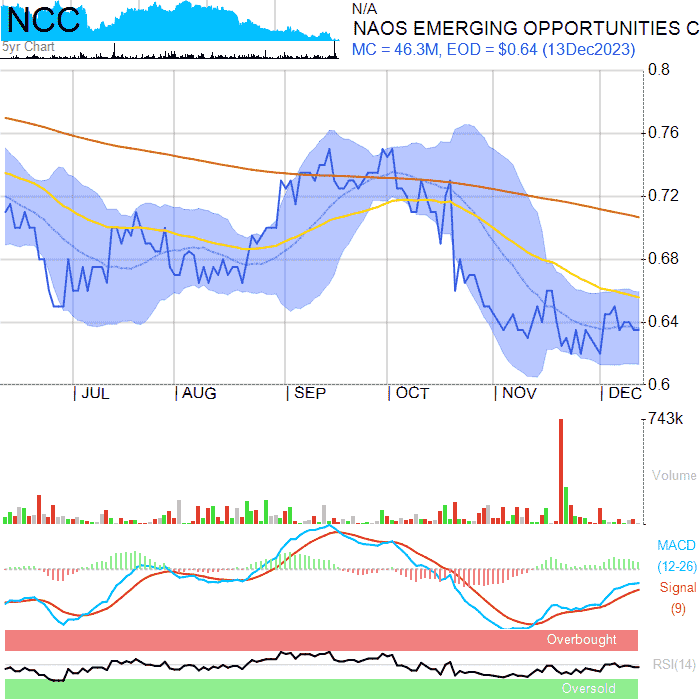 NCC
5yr Chart
N/A
NAOS EMERGING OPPORTUNITIES C
MC = 46.3M, EOD = $0.64 (13Dec2023)
0.8
0.76
0.72
0.68
0.64
0.6
JUL AUG SEP OCT NOV DEC
743k
Volume
MACD
(12-26)
Signal
(9)
Overbought
RSI(14)
Oversold